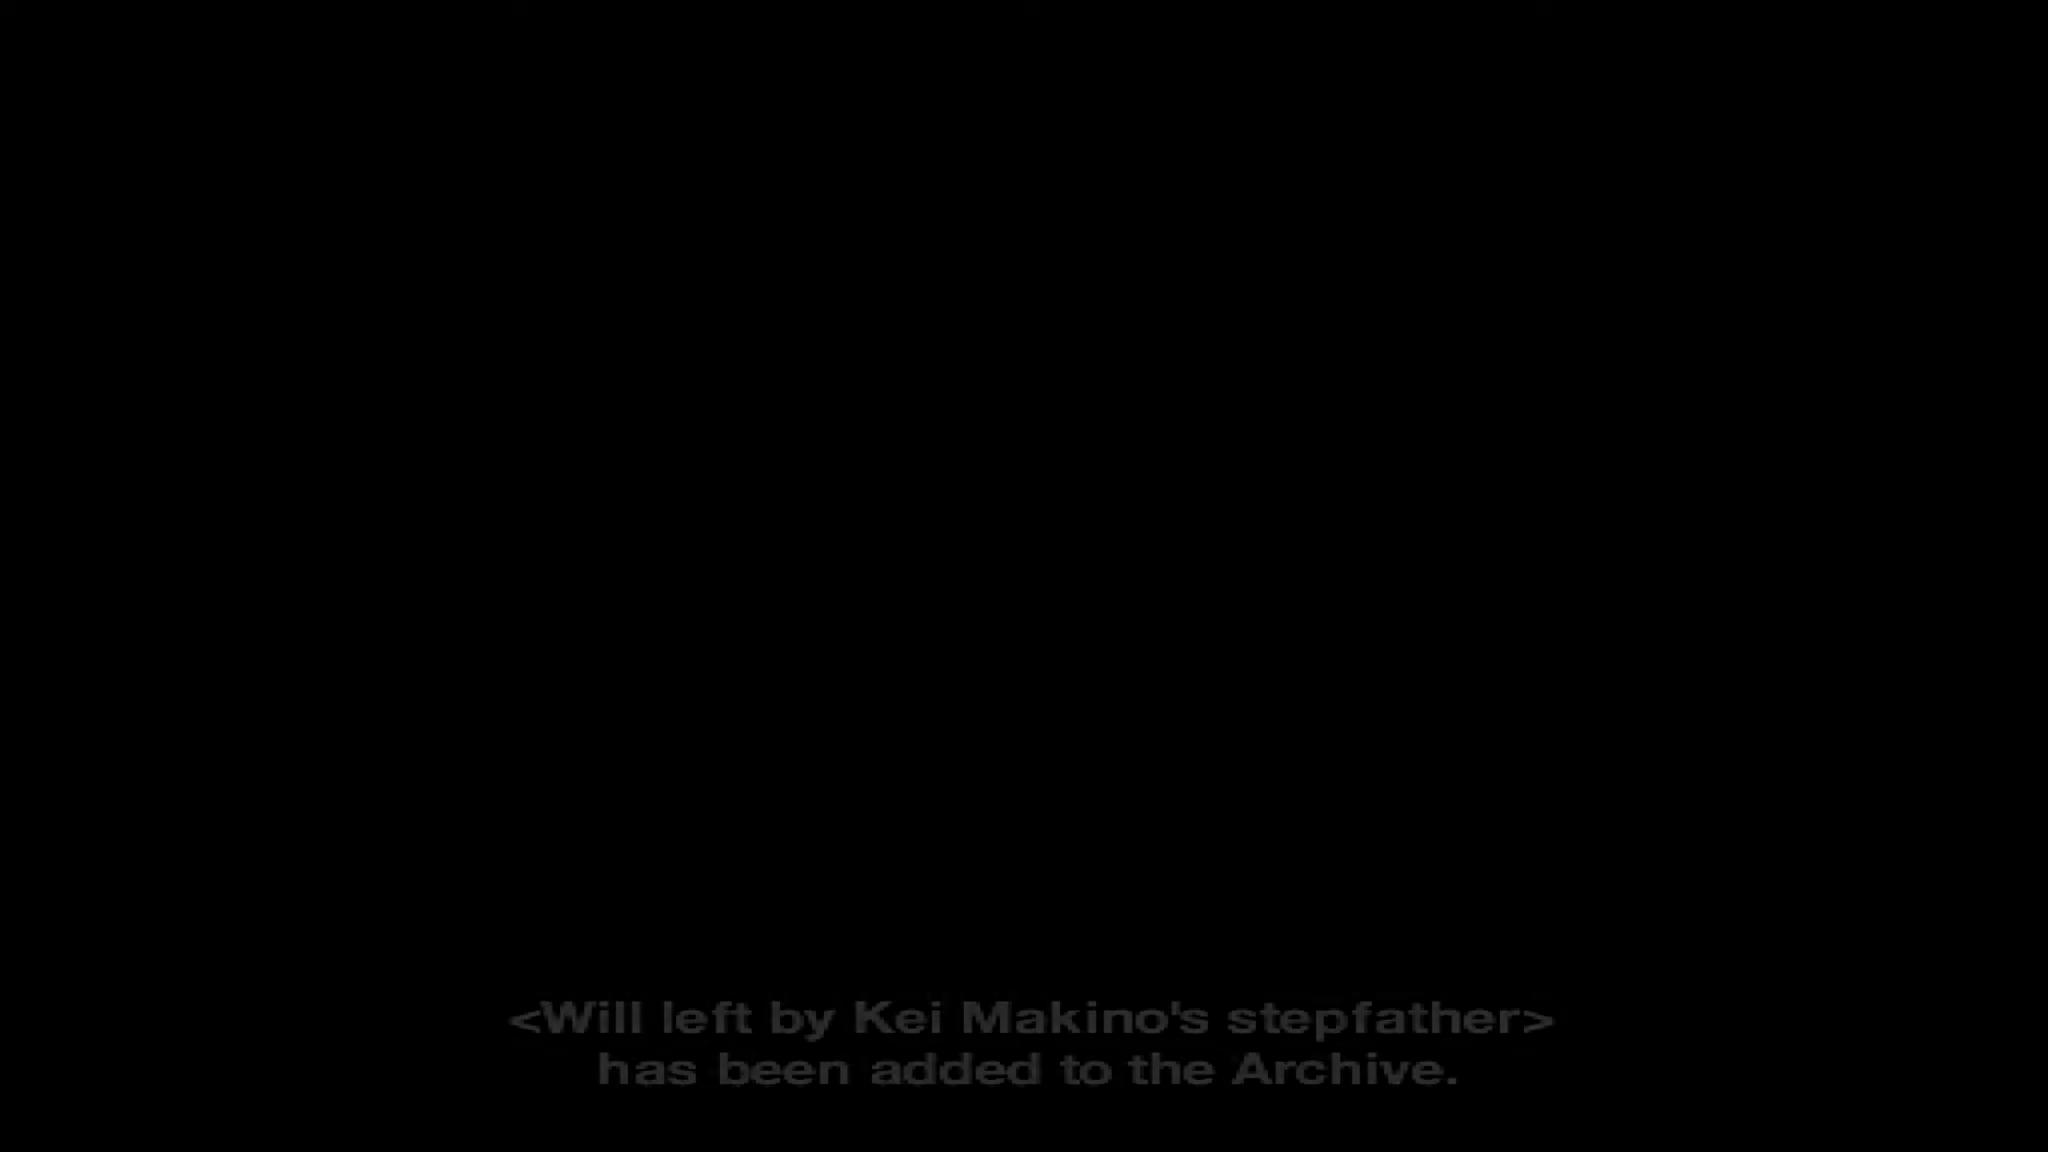 <Will left by Kei Makino's stepfather>
has been added to the Archive.